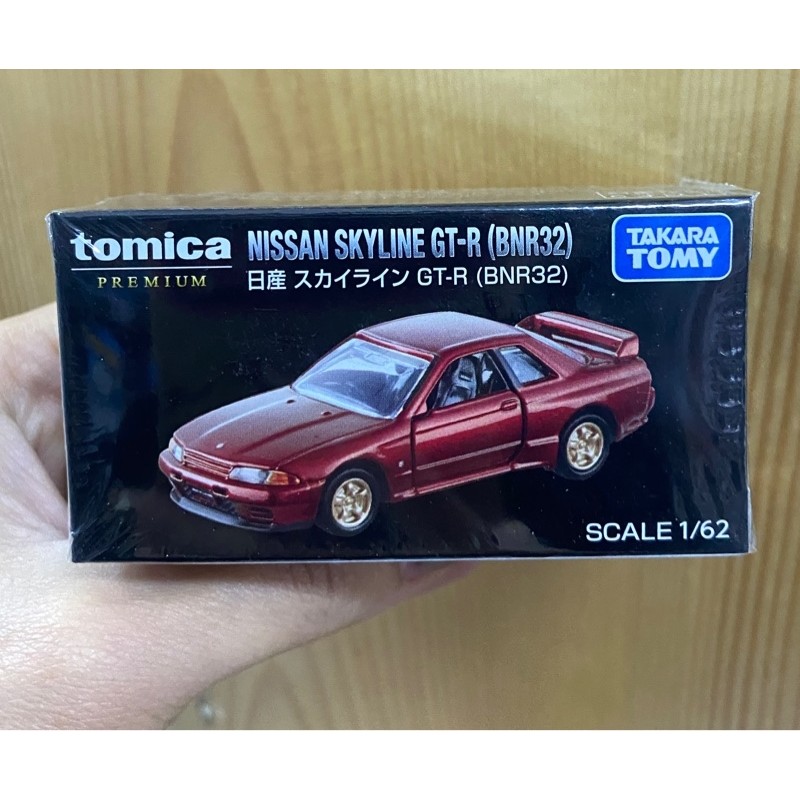 tomica
PREMIUM
NISSAN SKYLINE GT-R (BNR32)
日産 スカイライン GT-R (BNR32)
TAKARA
TOMY
SCALE 1/62